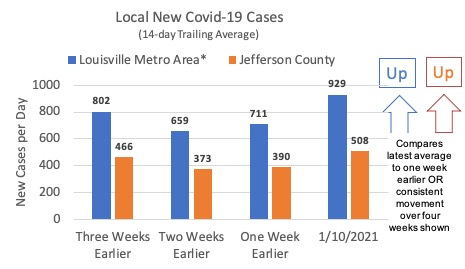 Local New Covid-19 Cases
(14-day Trailing Average)
Louisville Metro Area* Jefferson County
Up Up
1000
800
600
400
200
0
New Cases per Day
802
466
659
373
711
390
929
508
Compares
latest average
to one week
earlier OR
consistent
movement
over four
weeks shown
Three Weeks
Earlier
Two Weeks
Earlier
One Week
Earlier
1/10/2021